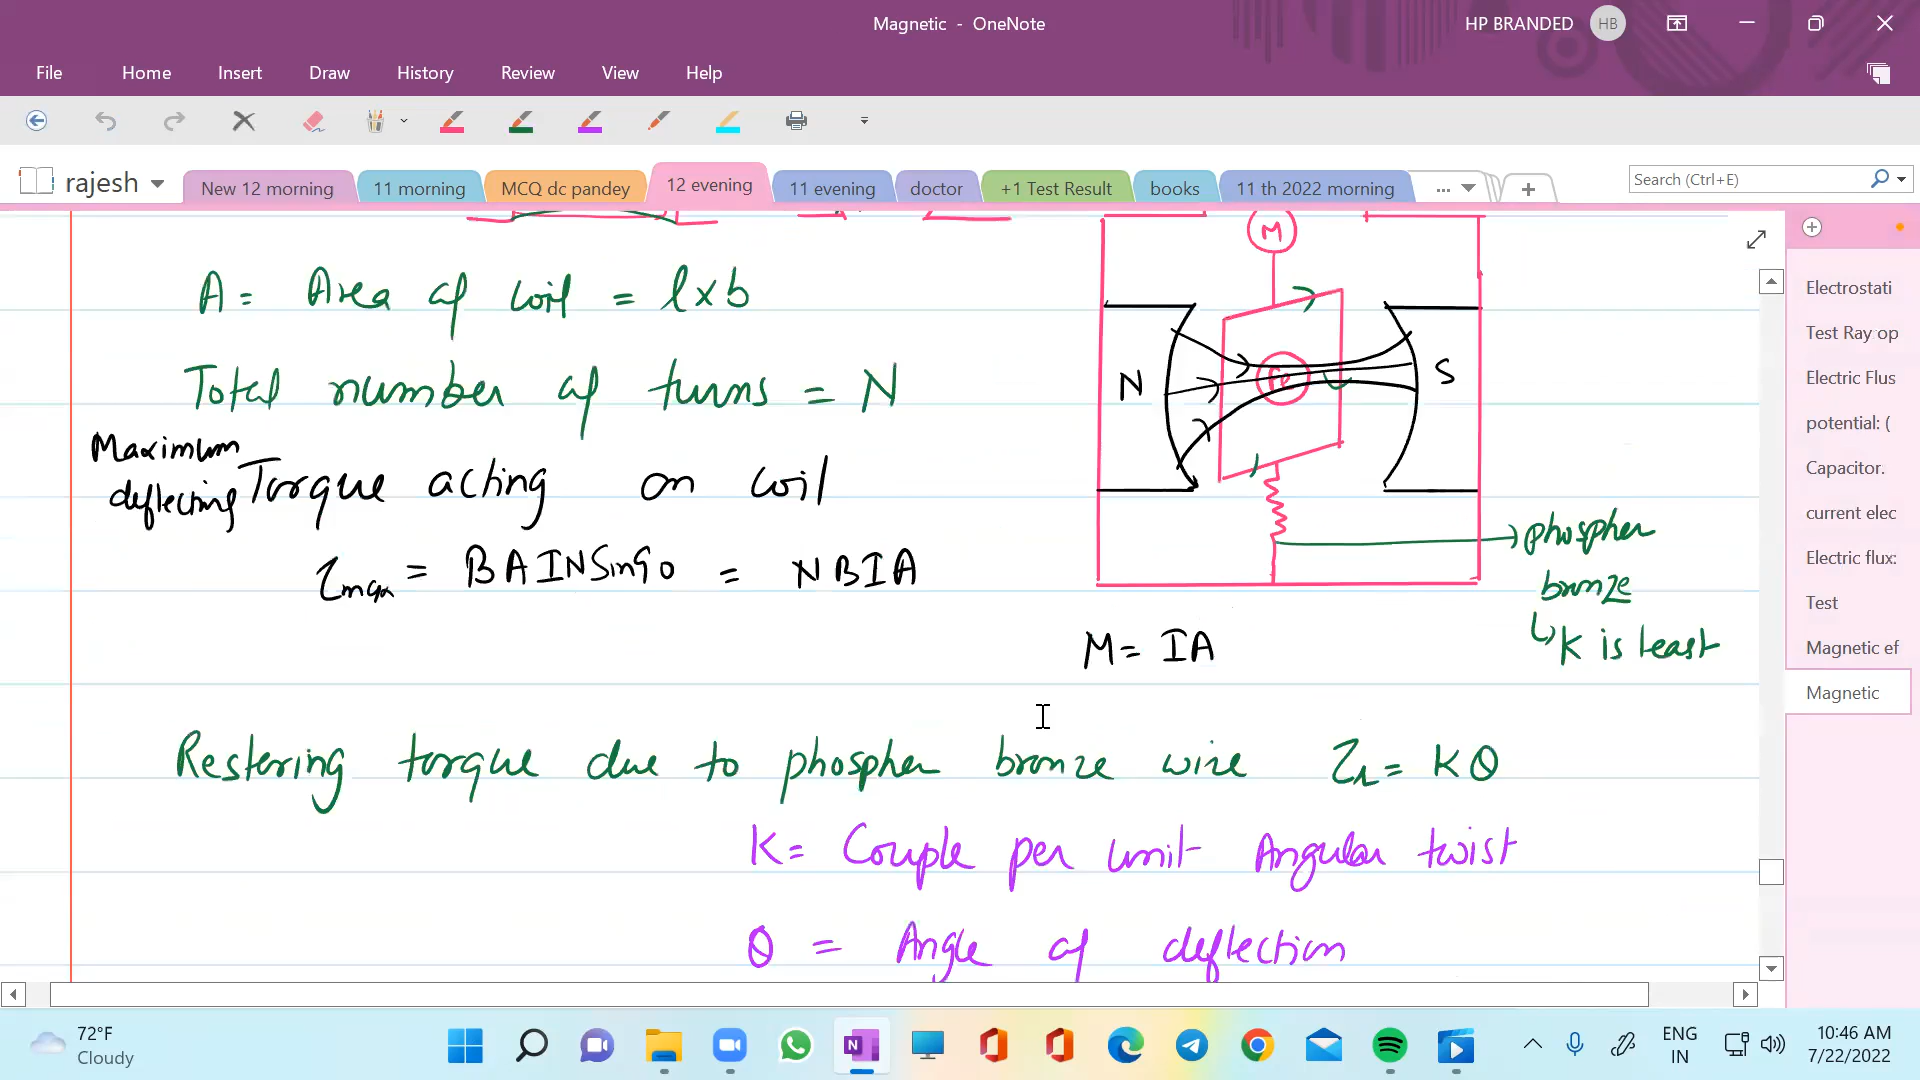 Magnetic - OneNote
HP BRANDED HB
File Home Insert Draw History Review View Help
rajesh New 12 morning 11 morning MCQ dc pandey 12 evening 11 evening doctor +1 Test Result books 11 th 2022 morning ... + Search (Ctrl+E)
A = Area of coil = l x b
Total number of turns = N
Maximum
deflecting Torque acting on coil
τmax = BAINSin90 = NBIA
M
N
S
phospher
bronze
↳ K is least
M = IA
Restering torque due to phospher bronze wire τr = Kθ
K = Couple per unit Angular twist
θ = Angle of deflection
Electrostati
Test Ray op
Electric Flus
potential: (
Capacitor.
current elec
Electric flux:
Test
Magnetic ef
Magnetic
72°F
Cloudy
ENG
IN
10:46 AM
7/22/2022